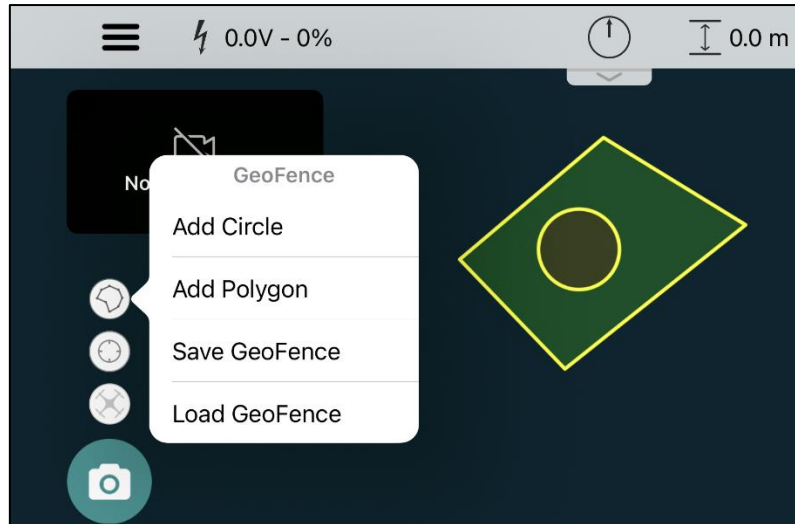 0.0V - 0%
0.0 m
No
GeoFence
Add Circle
Add Polygon
Save GeoFence
Load GeoFence